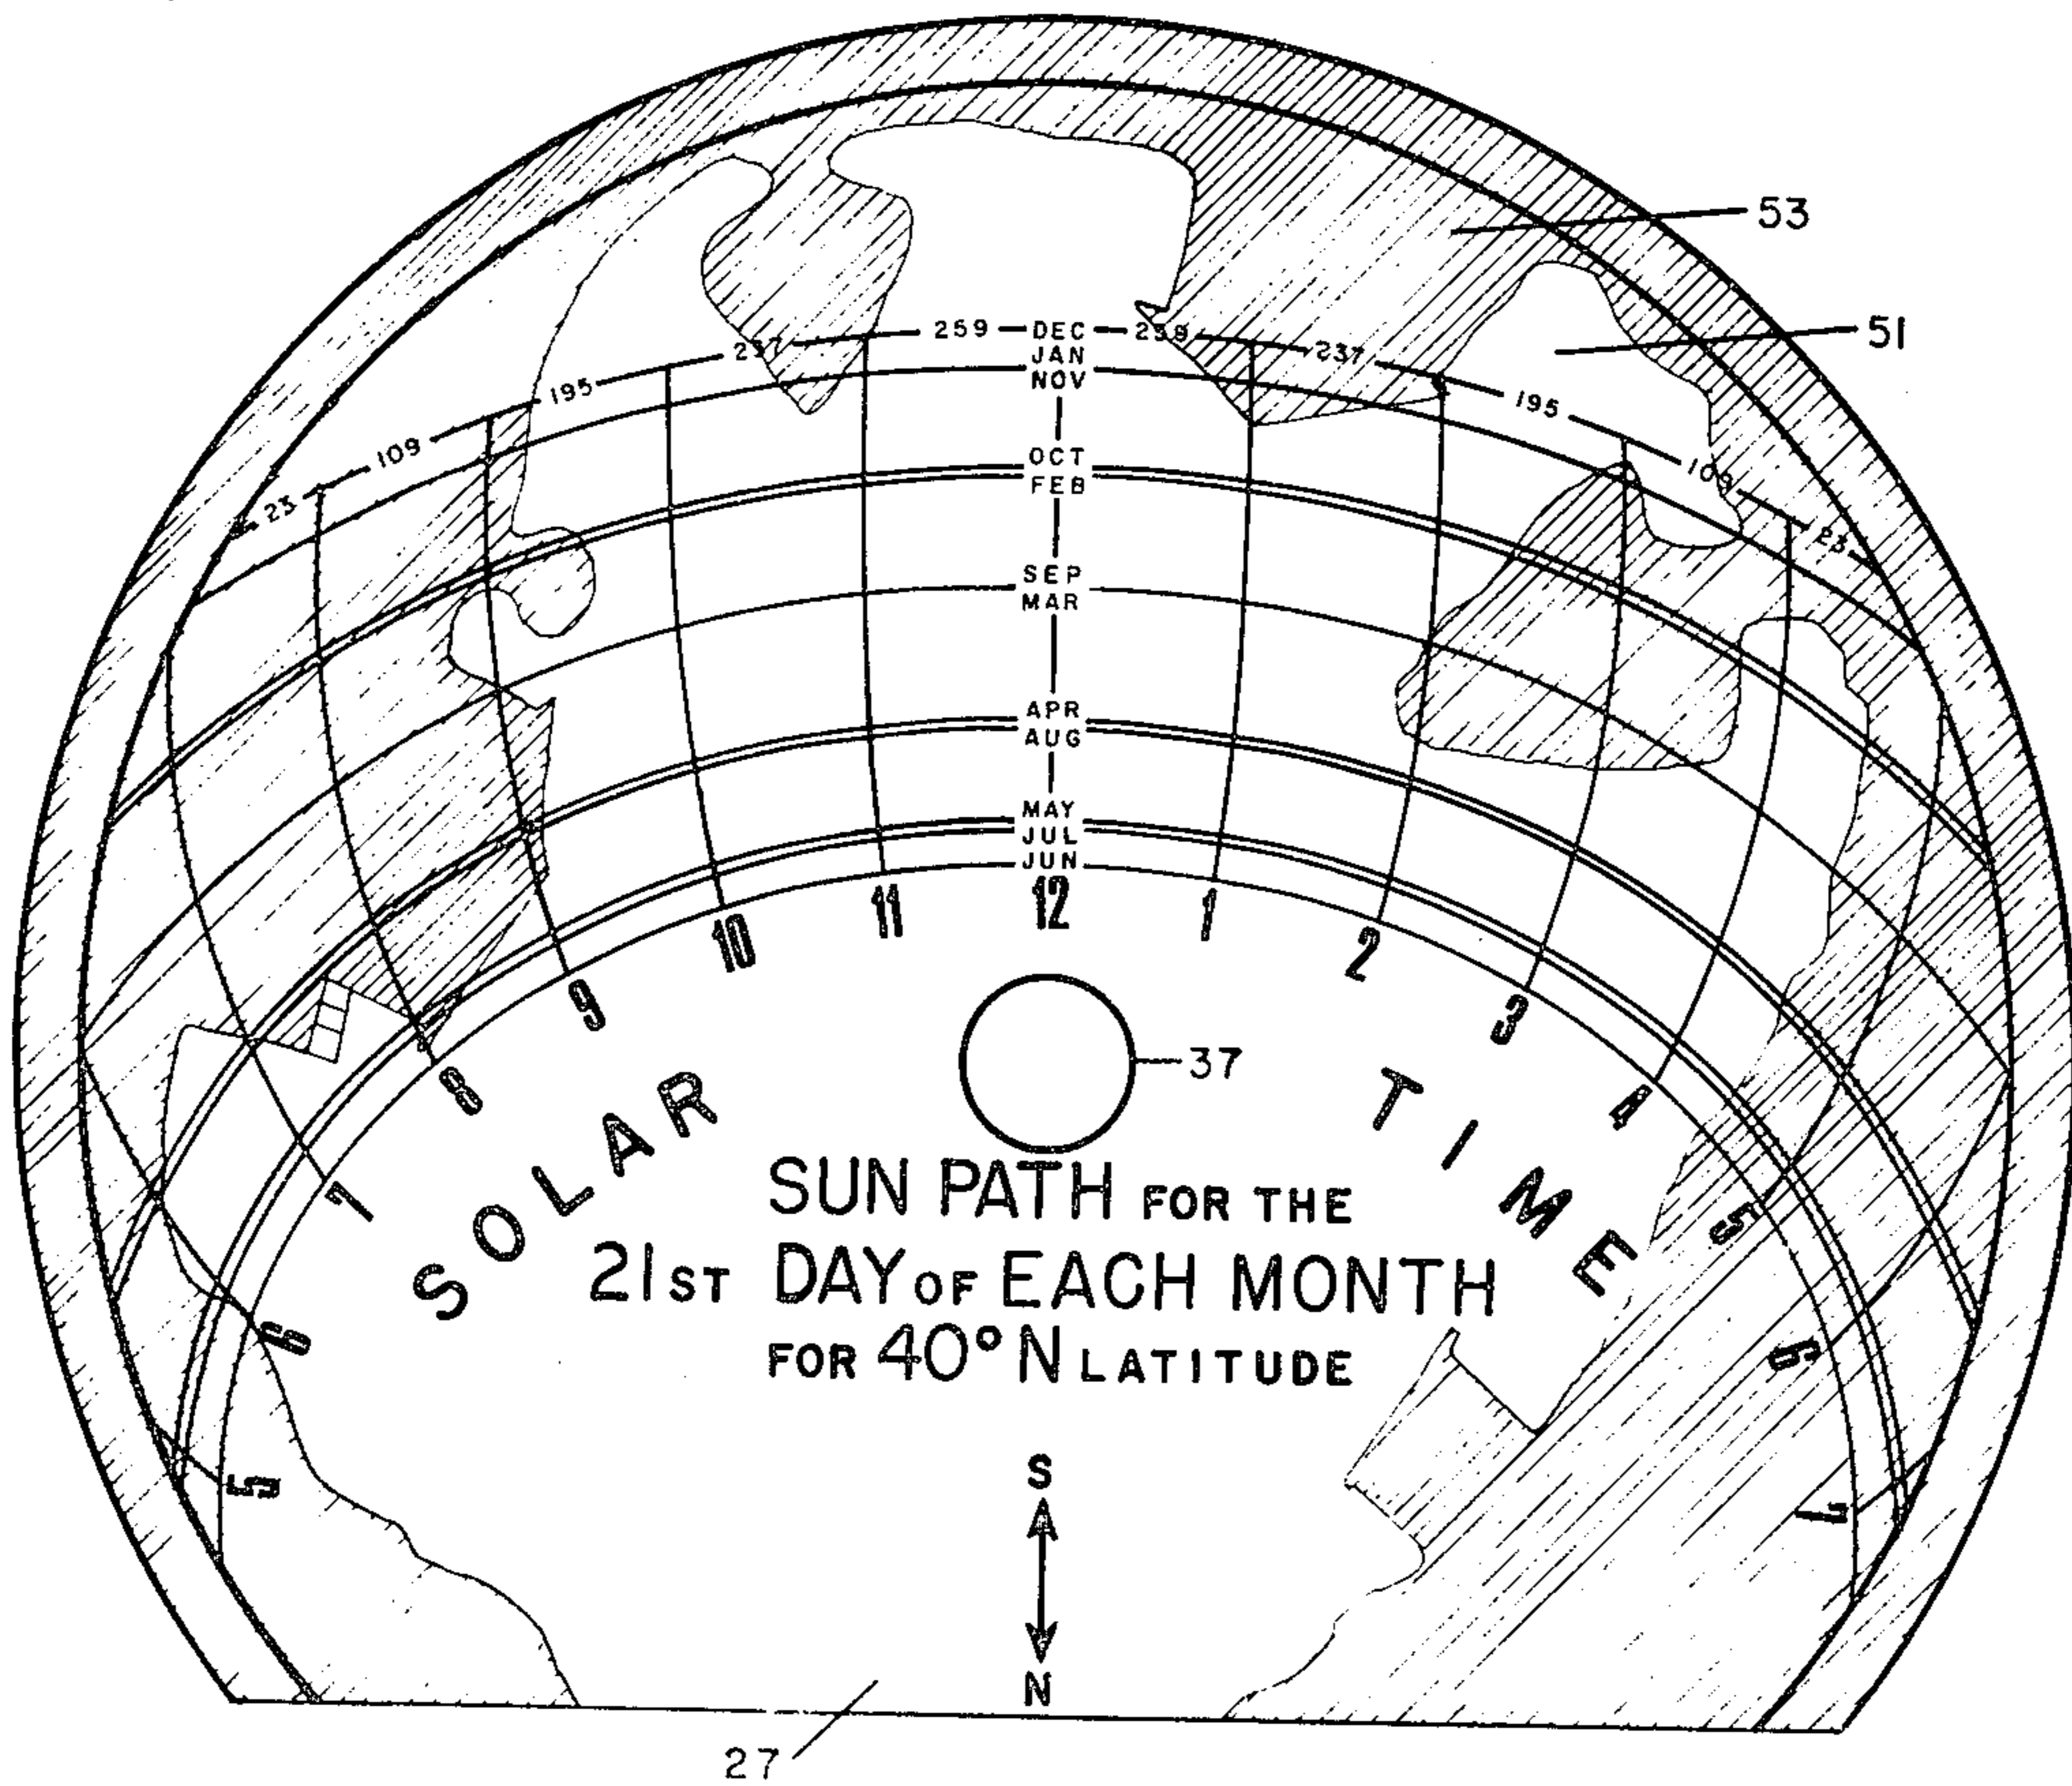 53
51
23 109 195 237 259 DEC 259 237 195 109 23
JAN
NOV
OCT
FEB
SEP
MAR
APR
AUG
MAY
JUL
JUN
5 6 7 8 9 10 11 12 1 2 3 4 5 6 7
37
SOLAR TIME
SUN PATH FOR THE
21ST DAY OF EACH MONTH
FOR 40° N LATITUDE
S
N
27